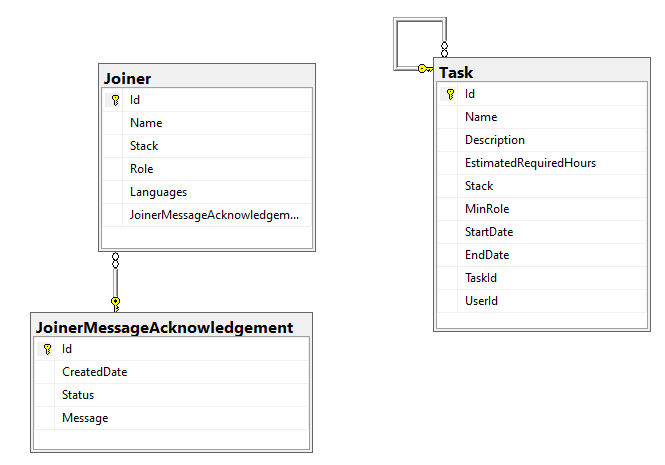 Joiner
Id
Name
Stack
Role
Languages
JoinerMessageAcknowledgem...
JoinerMessageAcknowledgement
Id
CreatedDate
Status
Message
Task
Id
Name
Description
EstimatedRequiredHours
Stack
MinRole
StartDate
EndDate
TaskId
UserId